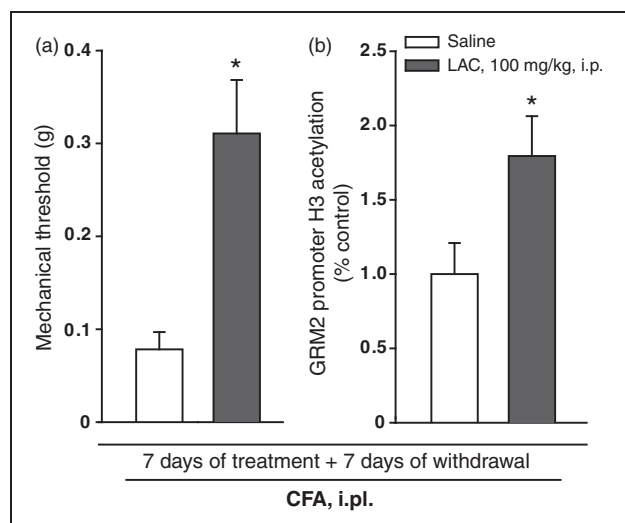 (a)
0.4
0.3
0.2
0.1
0
Mechanical threshold (g)
*
(b)
2.5
2.0
1.5
1.0
0.5
0
GRM2 promoter H3 acetylation
(% control)
Saline
LAC, 100 mg/kg, i.p.
*
7 days of treatment + 7 days of withdrawal
CFA, i.pl.